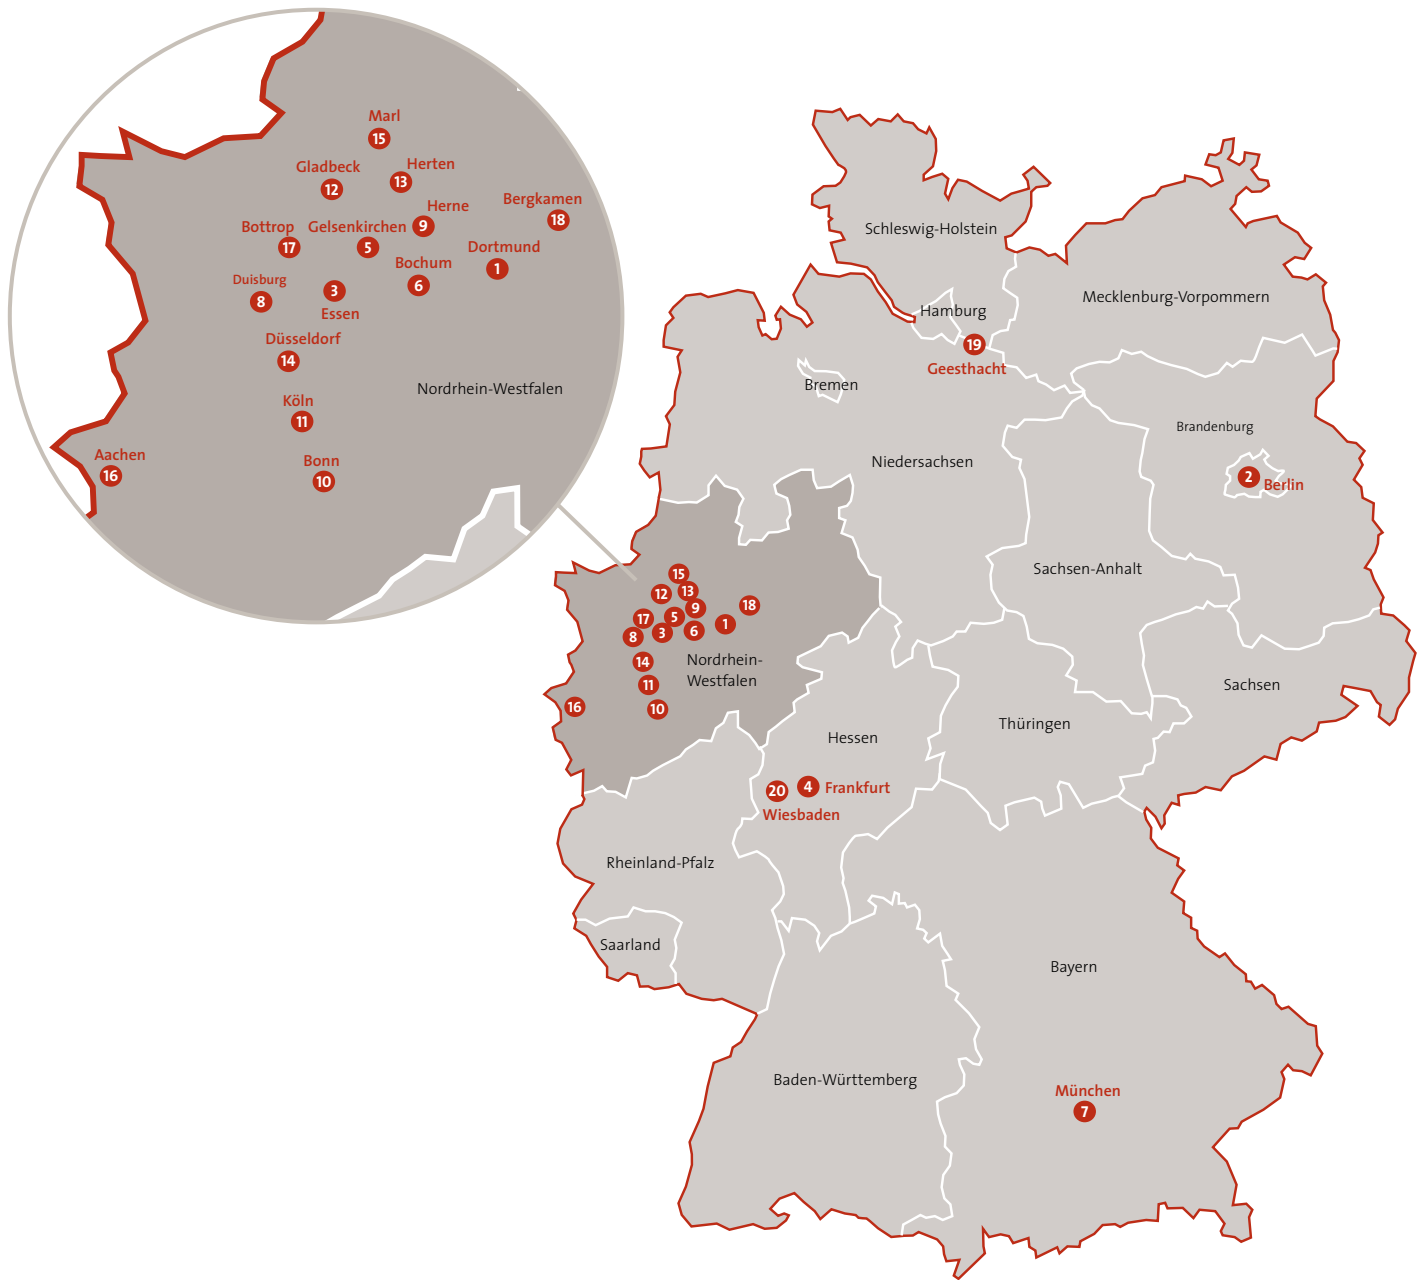 Marl
15
Gladbeck
12
Herten
13
Herne
9
Bergkamen
18
Bottrop
17
Gelsenkirchen
5
Dortmund
1
Bochum
6
Duisburg
8
3
Essen
Düsseldorf
14
Nordrhein-Westfalen
Köln
11
Aachen
16
Bonn
10
Schleswig-Holstein
Mecklenburg-Vorpommern
Hamburg
19
Geesthacht
Bremen
Brandenburg
Niedersachsen
2 Berlin
Sachsen-Anhalt
15
12
13
9
18
17
5
1
8
3
6
14
Nordrhein-
Westfalen
11
16
10
Sachsen
Thüringen
Hessen
20
4 Frankfurt
Wiesbaden
Rheinland-Pfalz
Saarland
Bayern
Baden-Württemberg
München
7